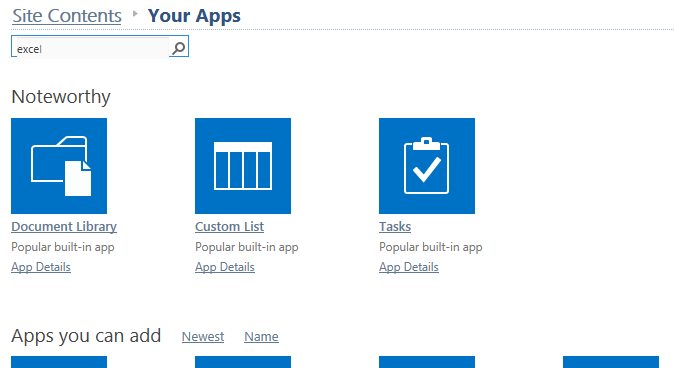 Site Contents ▸ Your Apps
excel
Noteworthy
Document Library Custom List Tasks
Popular built-in app Popular built-in app Popular built-in app
App Details App Details App Details
Apps you can add Newest Name